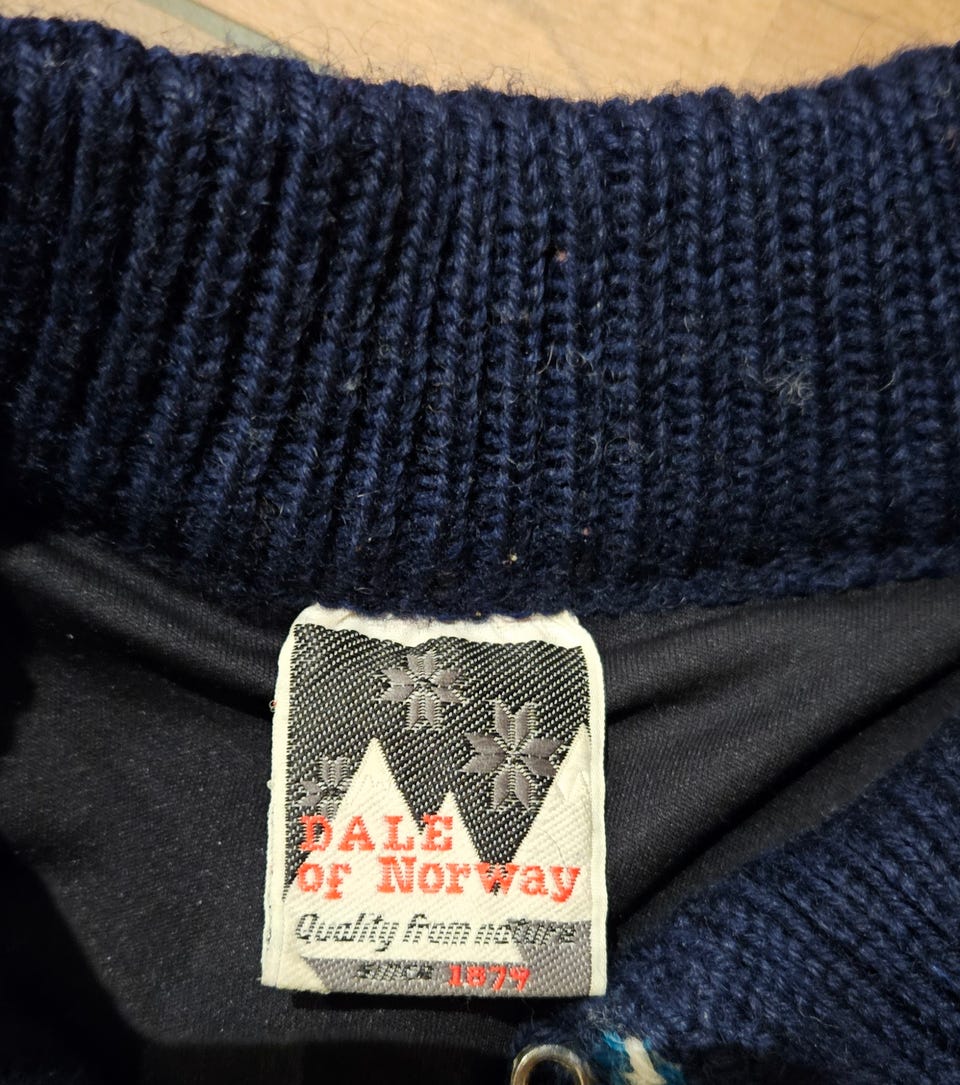 DALE
of Norway
Quality from nature
SINCE 1879